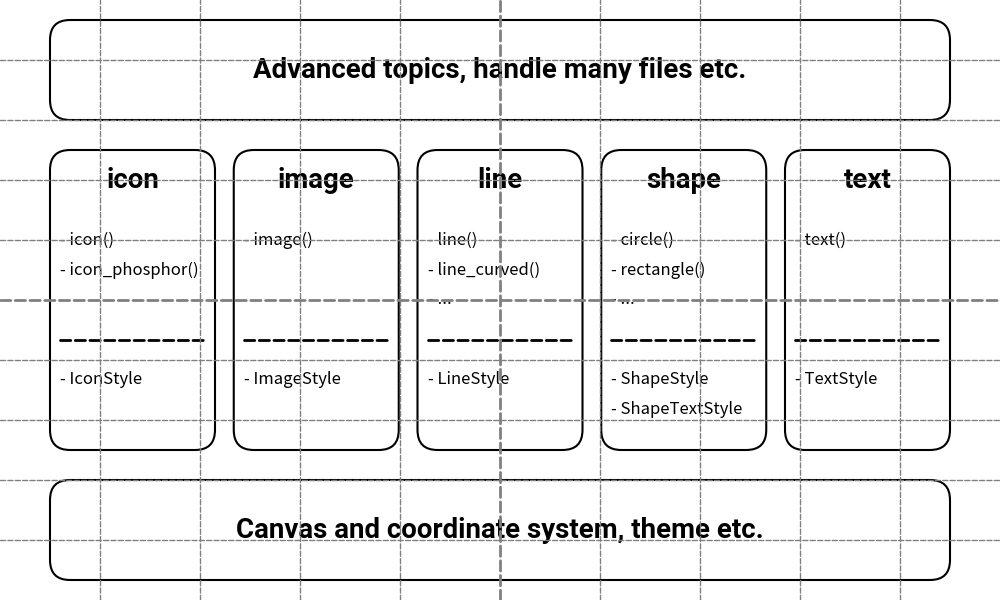 Advanced topics, handle many files etc.
icon
- icon()
- icon_phosphor()
- IconStyle
image
- image()
- ImageStyle
line
- line()
- line_curved()
- ...
- LineStyle
shape
- circle()
- rectangle()
- ...
- ShapeStyle
- ShapeTextStyle
text
- text()
- TextStyle
Canvas and coordinate system, theme etc.